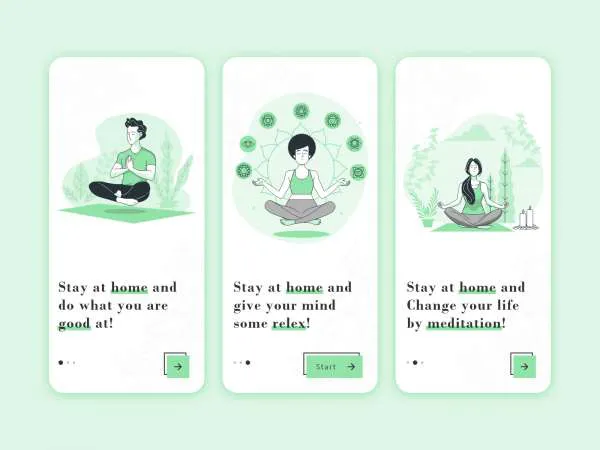 Stay at home and
do what you are
good at!
Stay at home and
give your mind
some relex!
Start
Stay at home and
Change your life
by meditation!